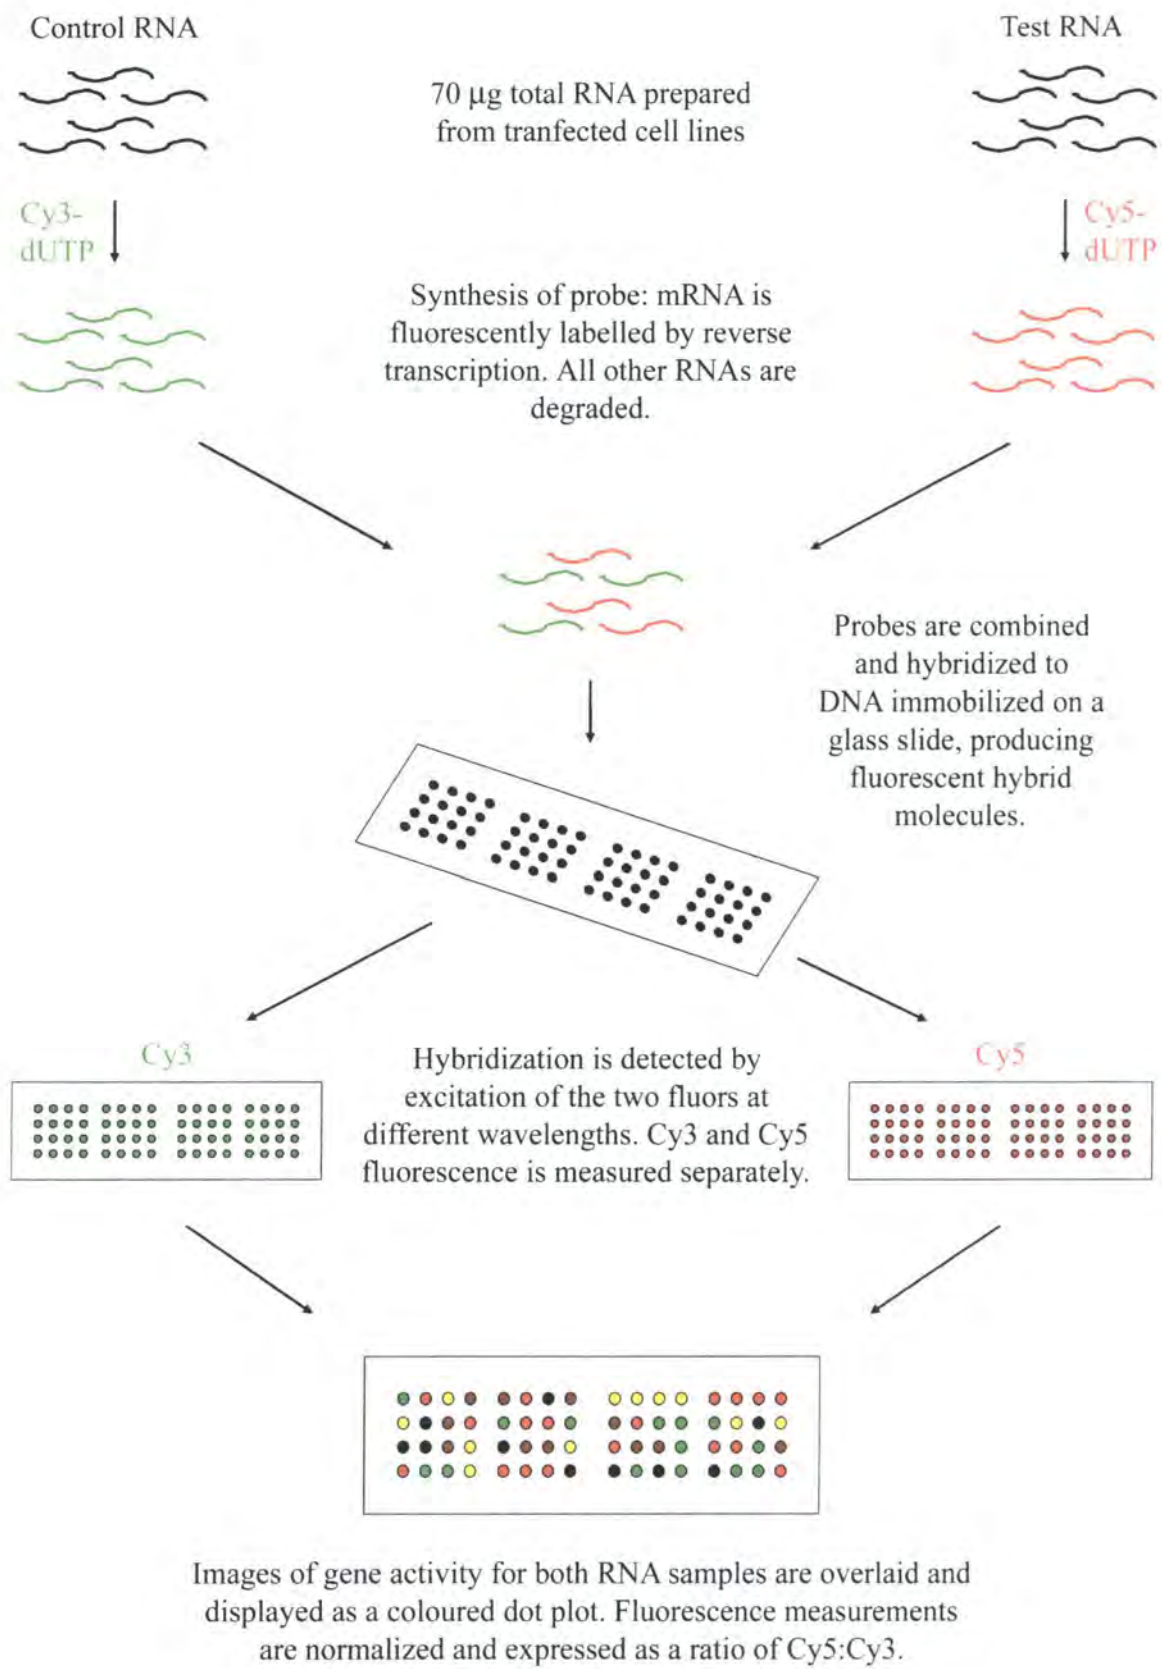 Control RNA
Test RNA
70 µg total RNA prepared
from tranfected cell lines
Cy3-
dUTP
Cy5-
dUTP
Synthesis of probe: mRNA is
fluorescently labelled by reverse
transcription. All other RNAs are
degraded.
Probes are combined
and hybridized to
DNA immobilized on a
glass slide, producing
fluorescent hybrid
molecules.
Cy3
Cy5
Hybridization is detected by
excitation of the two fluors at
different wavelengths. Cy3 and Cy5
fluorescence is measured separately.
Images of gene activity for both RNA samples are overlaid and
displayed as a coloured dot plot. Fluorescence measurements
are normalized and expressed as a ratio of Cy5:Cy3.